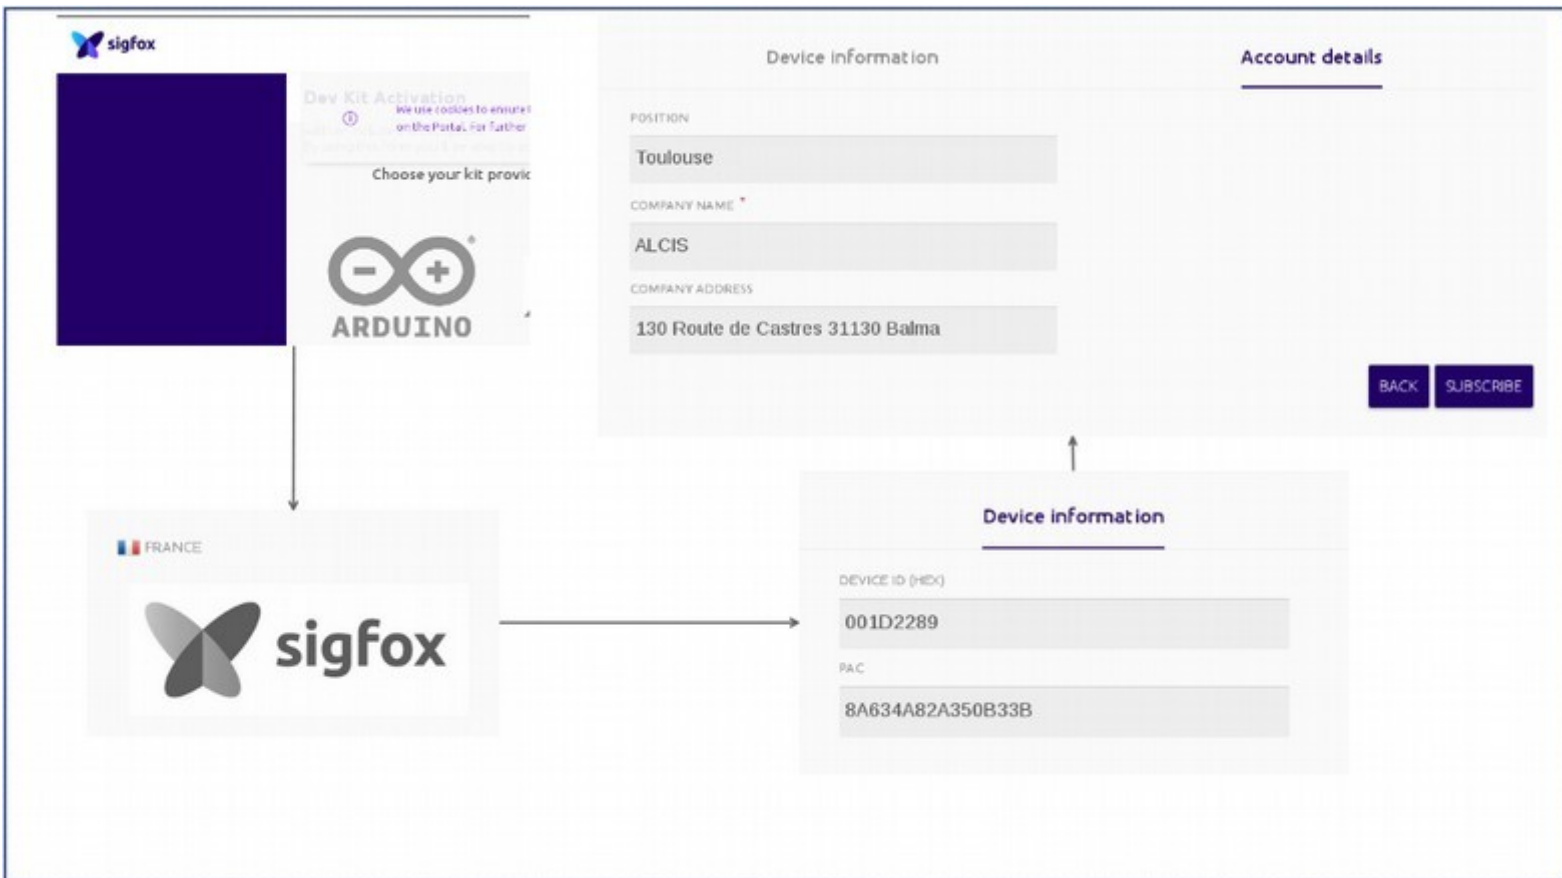 sigfox
Dev Kit Activation
We use cookies to ensure t
on the Portal. For further
Choose your kit provic
ARDUINO
FRANCE
sigfox
Device information
DEVICE ID (HEX)
001D2289
PAC
8A634A82A350B33B
Device information
Account details
POSITION
Toulouse
COMPANY NAME *
ALCIS
COMPANY ADDRESS
130 Route de Castres 31130 Balma
BACK
SUBSCRIBE